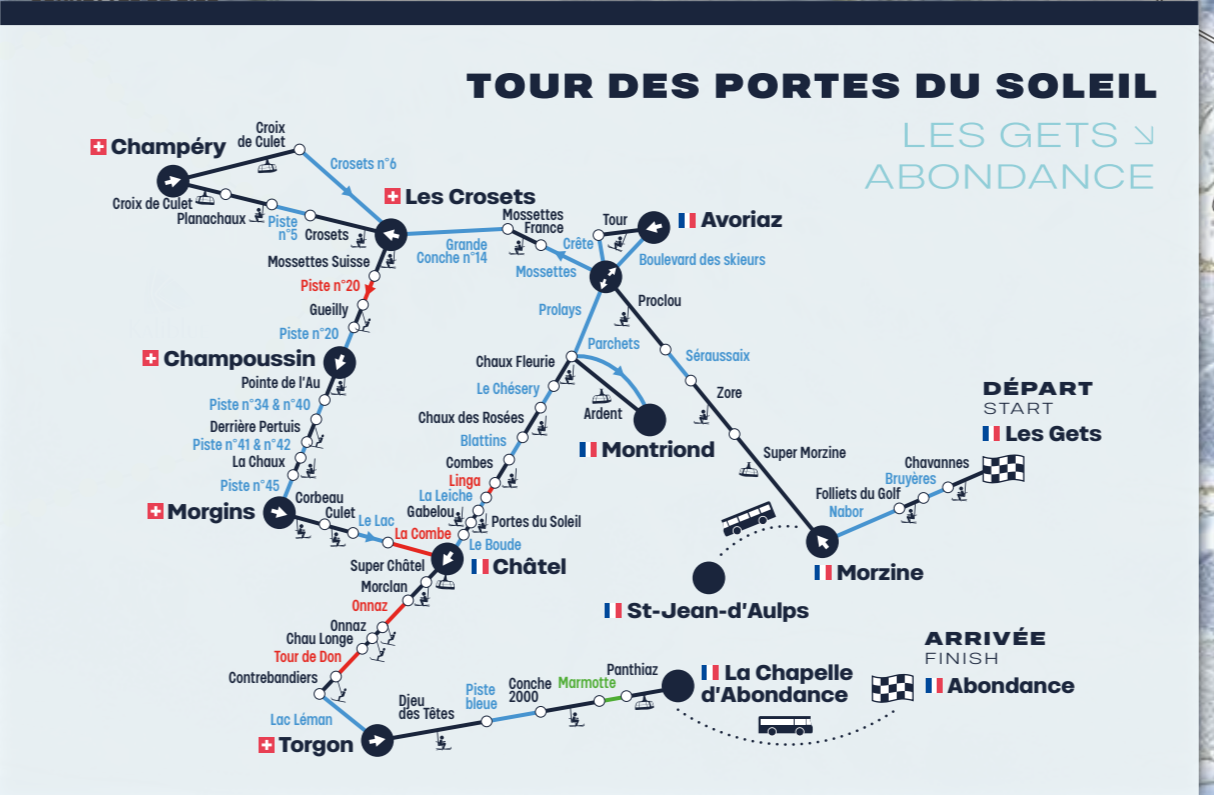 TOUR DES PORTES DU SOLEIL
LES GETS ↘
ABONDANCE
Croix
de Culet
Champéry
Crosets n°6
Croix de Culet
Planachaux
Piste
n°5
Crosets
Les Crosets
Mossettes
France
Grande
Conche n°14
Crête
Mossettes
Tour
Avoriaz
Boulevard des skieurs
Mossettes Suisse
Piste n°20
Gueilly
Piste n°20
Champoussin
Pointe de l'Au
Piste n°34 & n°40
Derrière Pertuis
Piste n°41 & n°42
La Chaux
Piste n°45
Morgins
Corbeau
Culet
Le Lac
La Combe
Prolays
Proclou
Parchets
Séraussaix
Chaux Fleurie
Le Chésery
Ardent
Zore
Chaux des Rosées
Blattins
Montriond
Super Morzine
Combes
Linga
La Leiche
Gabelou
Portes du Soleil
Le Boude
Châtel
DÉPART
START
Les Gets
Chavannes
Bruyères
Folliets du Golf
Nabor
Morzine
St-Jean-d'Aulps
Super Châtel
Morclan
Onnaz
Onnaz
Chau Longe
Tour de Don
Contrebandiers
Lac Léman
Torgon
Djeu
des Têtes
Piste
bleue
Conche
2000
Marmotte
Panthiaz
La Chapelle
d'Abondance
ARRIVÉE
FINISH
Abondance